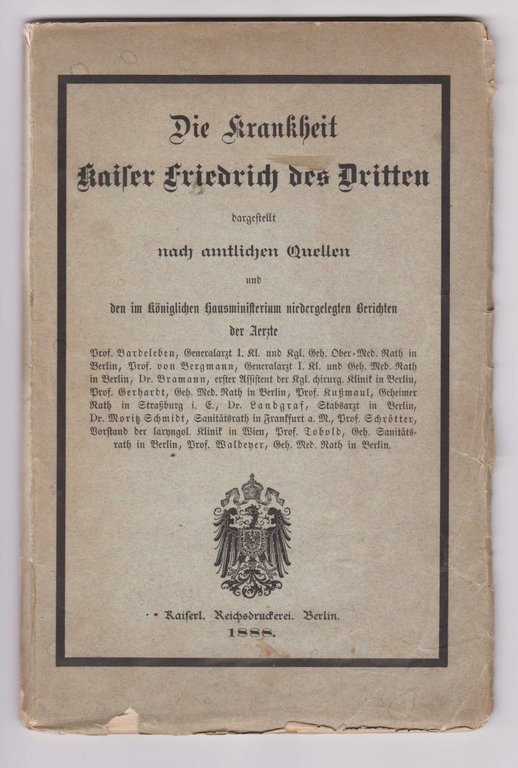 Die Krankheit
Kaiser Friedrich des Dritten
dargestellt
nach amtlichen Quellen
und
den im Königlichen Hausministerium niedergelegten Berichten
der Aerzte
Prof. Bardeleben, Generalarzt I. Kl. und Kgl. Geh. Ober-Med. Rath
in Berlin, Prof. von Bergmann, Generalarzt I. Kl. und Geh. Med. Rath
in Berlin, Dr. Bramann, erster Assistent der Kgl. chirurg. Klinik in Berlin,
Prof. Gerhardt, Geh. Med. Rath in Berlin, Prof. Kußmaul, Geheimer
Rath in Straßburg i. E., Dr. Landgraf, Stabsarzt in Berlin,
Dr. Moritz Schmidt, Sanitätsrath in Frankfurt a. M., Prof. Schrötter,
Vorstand der laryngol. Klinik in Wien, Prof. Tobold, Geh. Sanitäts-
rath in Berlin, Prof. Waldeyer, Geh. Med. Rath in Berlin.
Kaiserl. Reichsdruckerei. Berlin.
1888.